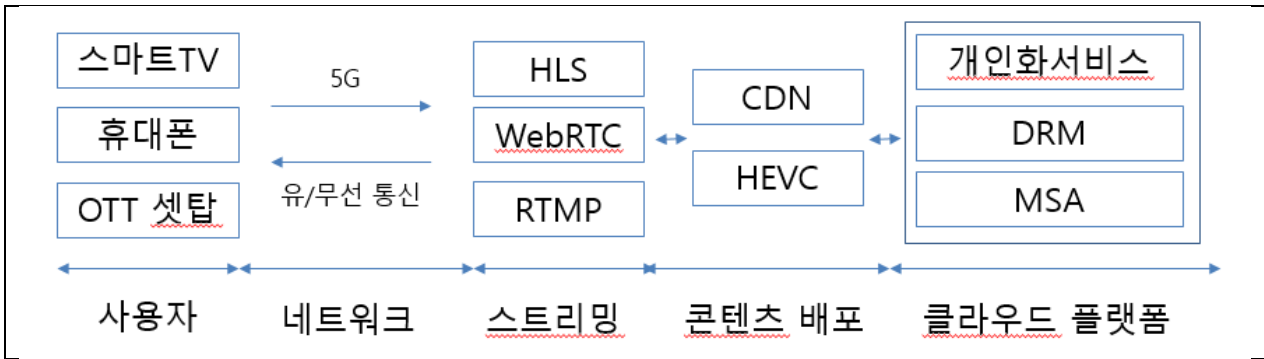 스마트TV
휴대폰
OTT 셋탑
5G
유/무선 통신
HLS
WebRTC
RTMP
CDN
HEVC
개인화서비스
DRM
MSA
사용자
네트워크
스트리밍
콘텐츠 배포
클라우드 플랫폼